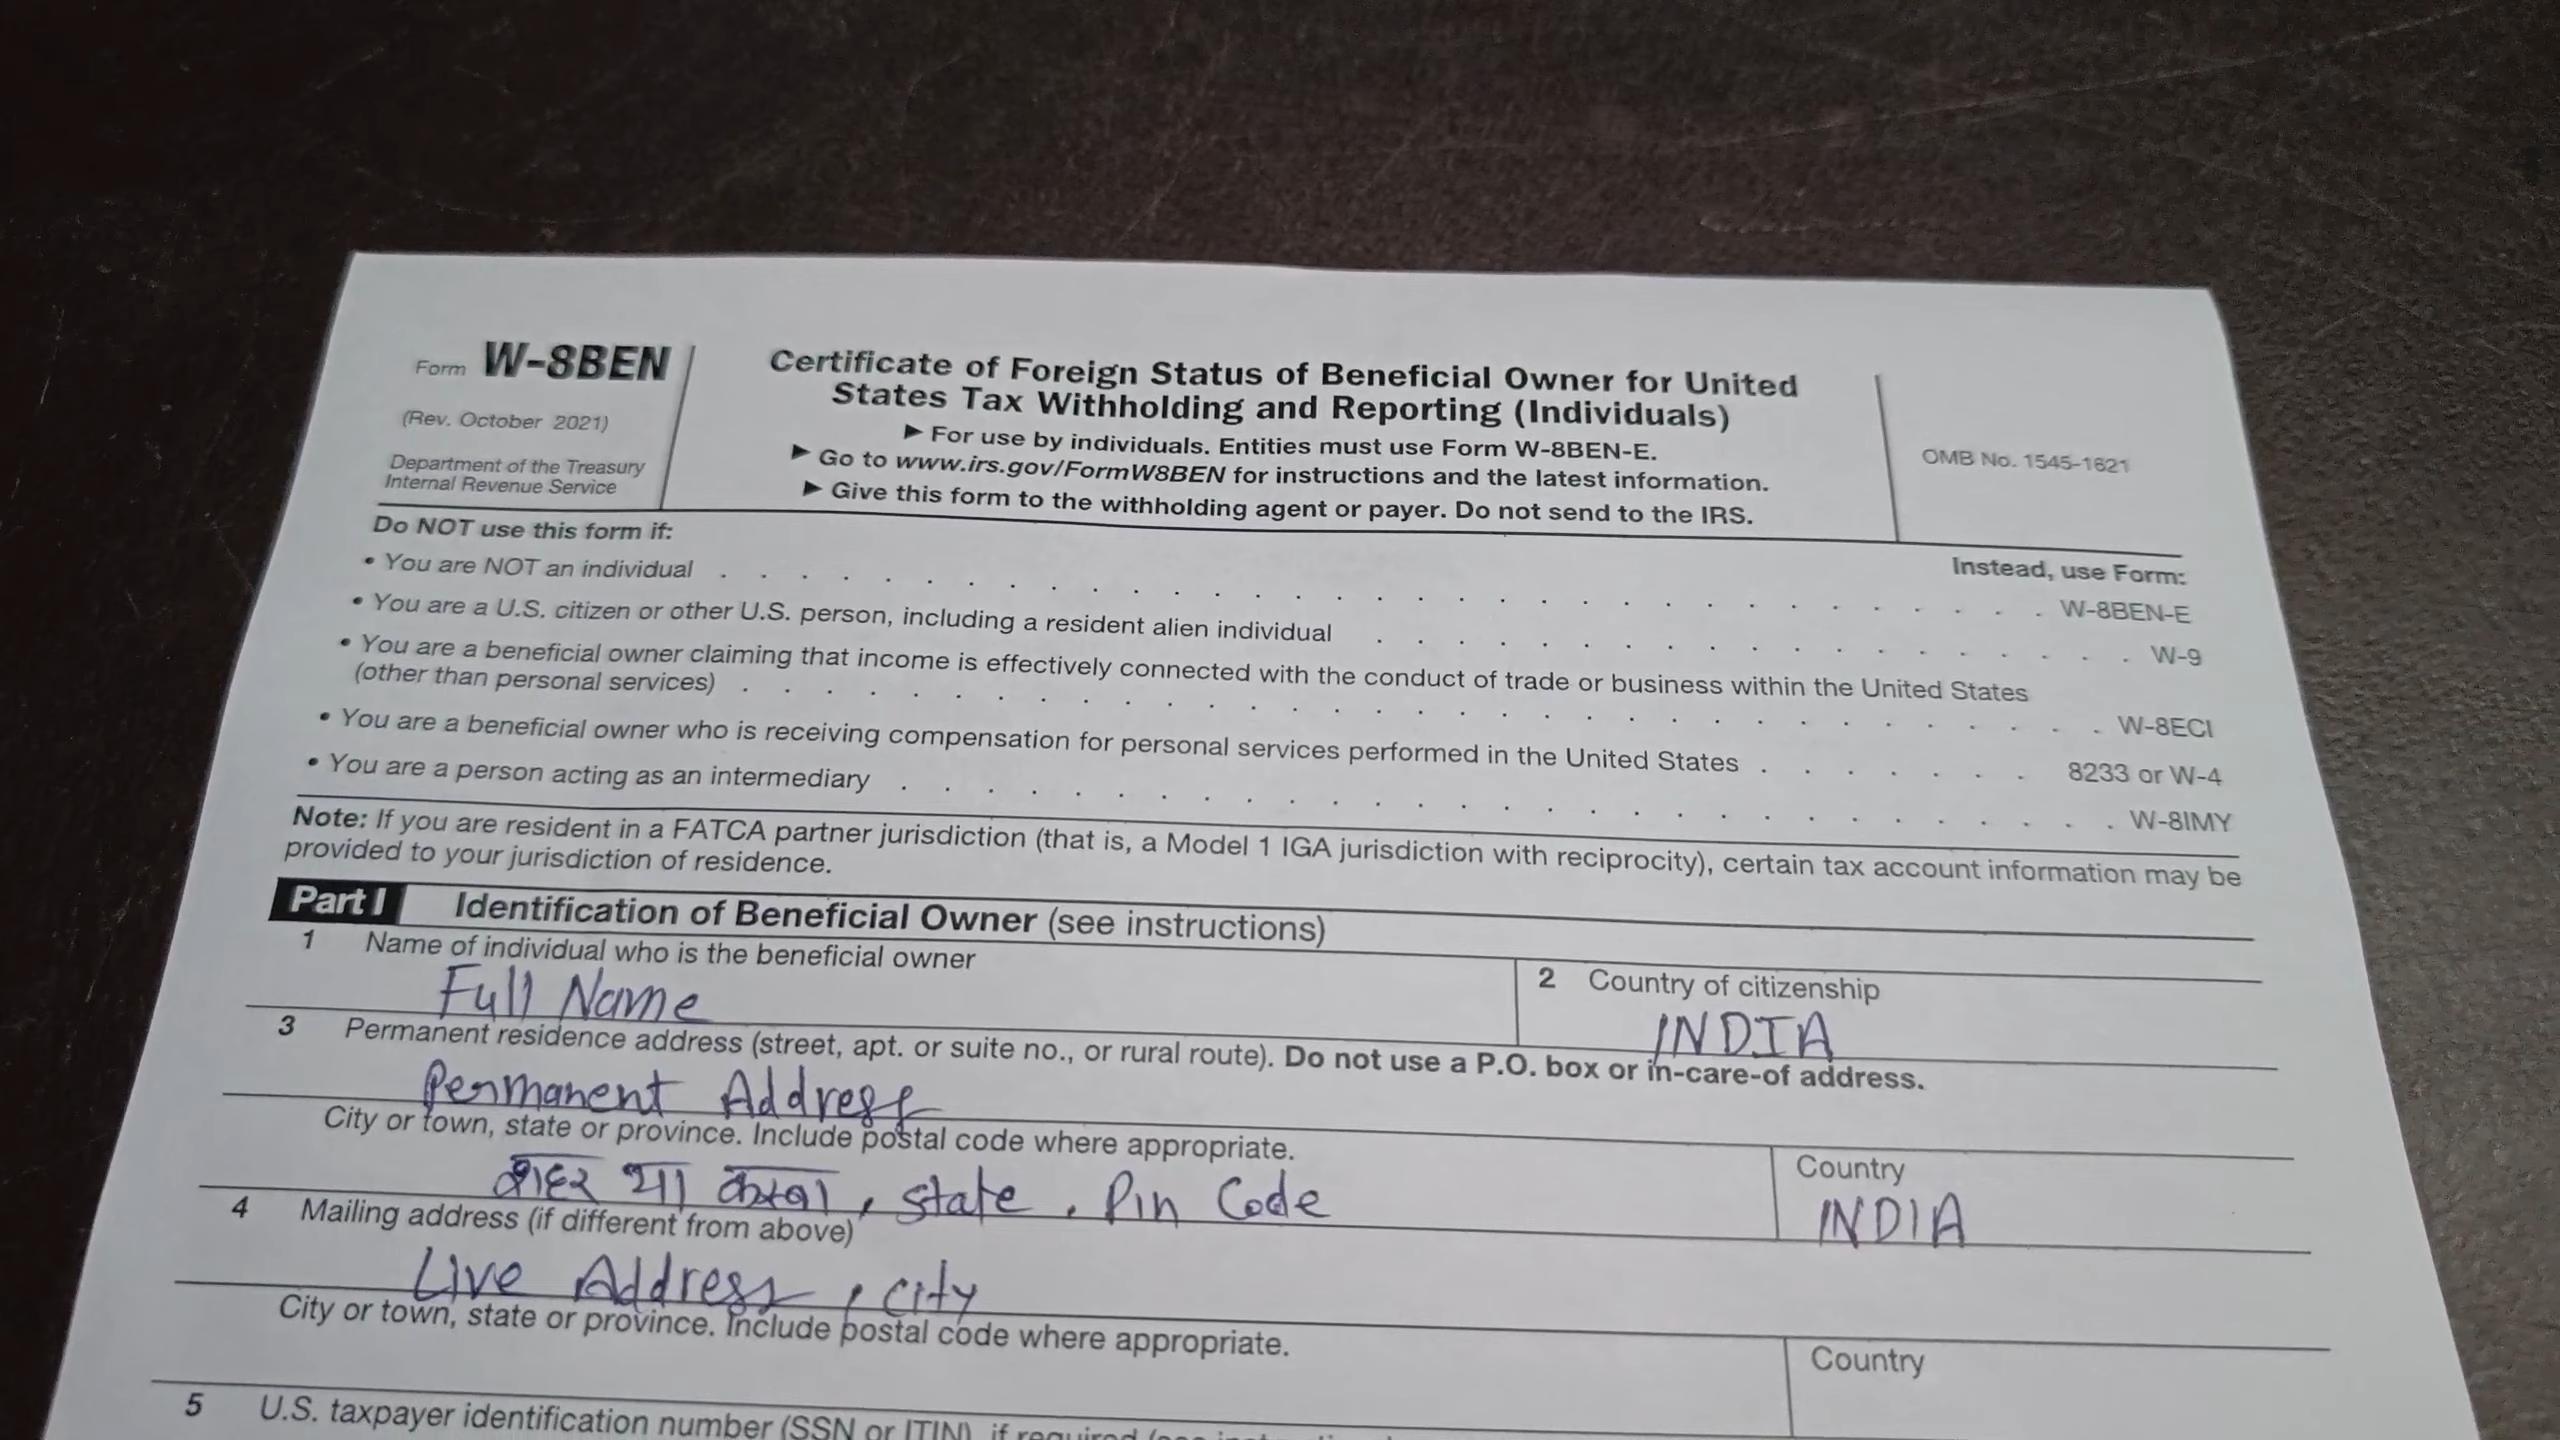 Form W-8BEN
(Rev. October 2021)
Department of the Treasury
Internal Revenue Service
Certificate of Foreign Status of Beneficial Owner for United
States Tax Withholding and Reporting (Individuals)
▶ For use by individuals. Entities must use Form W-8BEN-E.
▶ Go to www.irs.gov/FormW8BEN for instructions and the latest information.
▶ Give this form to the withholding agent or payer. Do not send to the IRS.
OMB No. 1545-1621
Do NOT use this form if:
Instead, use Form:
• You are NOT an individual . . . W-8BEN-E
• You are a U.S. citizen or other U.S. person, including a resident alien individual . . . W-9
• You are a beneficial owner claiming that income is effectively connected with the conduct of trade or business within the United States
(other than personal services) . . . W-8ECI
• You are a beneficial owner who is receiving compensation for personal services performed in the United States . . . 8233 or W-4
• You are a person acting as an intermediary . . . W-8IMY
Note: If you are resident in a FATCA partner jurisdiction (that is, a Model 1 IGA jurisdiction with reciprocity), certain tax account information may be
provided to your jurisdiction of residence.
Part I Identification of Beneficial Owner (see instructions)
1 Name of individual who is the beneficial owner
Full Name
2 Country of citizenship
INDIA
3 Permanent residence address (street, apt. or suite no., or rural route). Do not use a P.O. box or in-care-of address.
Permanent Address
City or town, state or province. Include postal code where appropriate.
शहर या कस्बा, state, Pin Code
Country
INDIA
4 Mailing address (if different from above)
Live Address, city
City or town, state or province. Include postal code where appropriate.
Country
5 U.S. taxpayer identification number (SSN or ITIN), if required